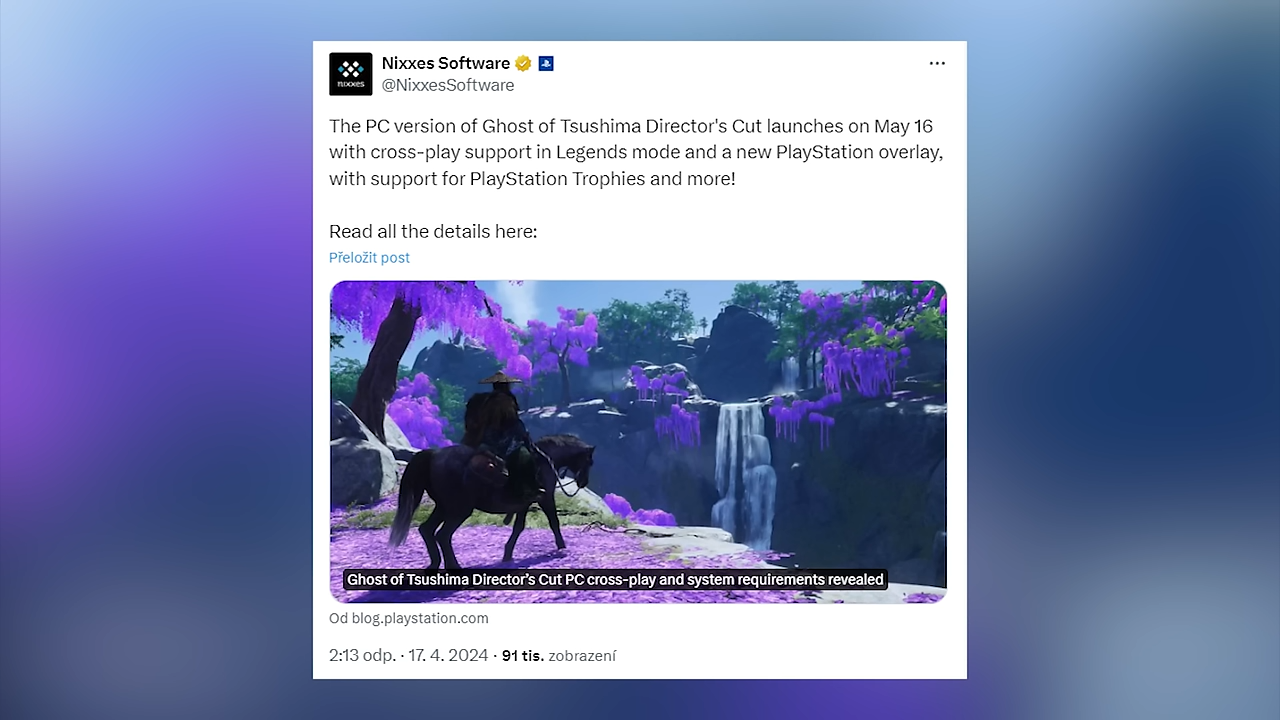 nixxes
Nixxes Software
@NixxesSoftware
The PC version of Ghost of Tsushima Director's Cut launches on May 16
with cross-play support in Legends mode and a new PlayStation overlay,
with support for PlayStation Trophies and more!
Read all the details here:
Přeložit post
Ghost of Tsushima Director’s Cut PC cross-play and system requirements revealed
Od blog.playstation.com
2:13 odp. · 17. 4. 2024 · 91 tis. zobrazení